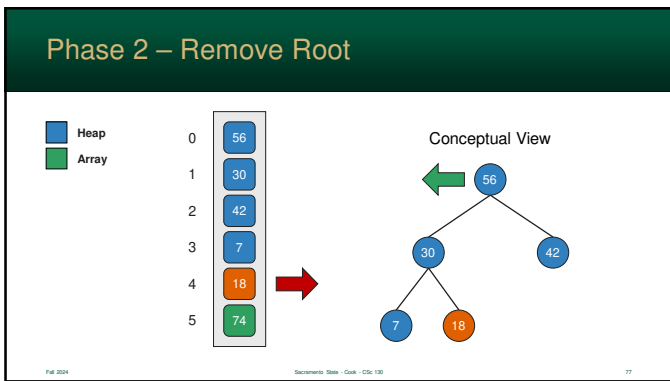 Phase 2 – Remove Root
Heap
Array
0 56
1 30
2 42
3 7
4 18
5 74
Conceptual View
56
30 42
7 18
Fall 2024 Sacramento State - Cook - CSc 130 77